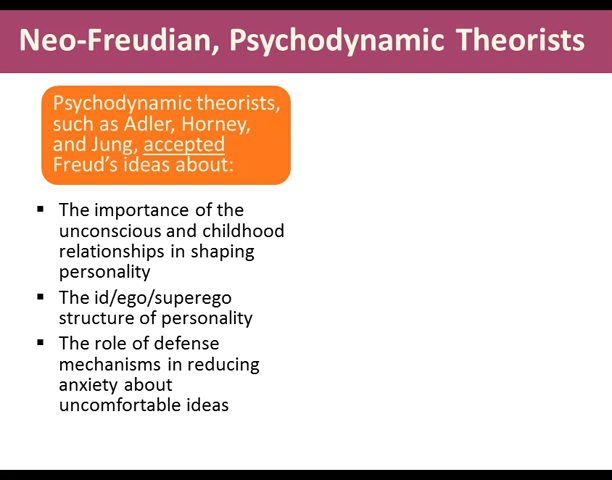 Neo-Freudian, Psychodynamic Theorists
Psychodynamic theorists,
such as Adler, Horney,
and Jung, accepted
Freud's ideas about:
▪ The importance of the
unconscious and childhood
relationships in shaping
personality
▪ The id/ego/superego
structure of personality
▪ The role of defense
mechanisms in reducing
anxiety about
uncomfortable ideas